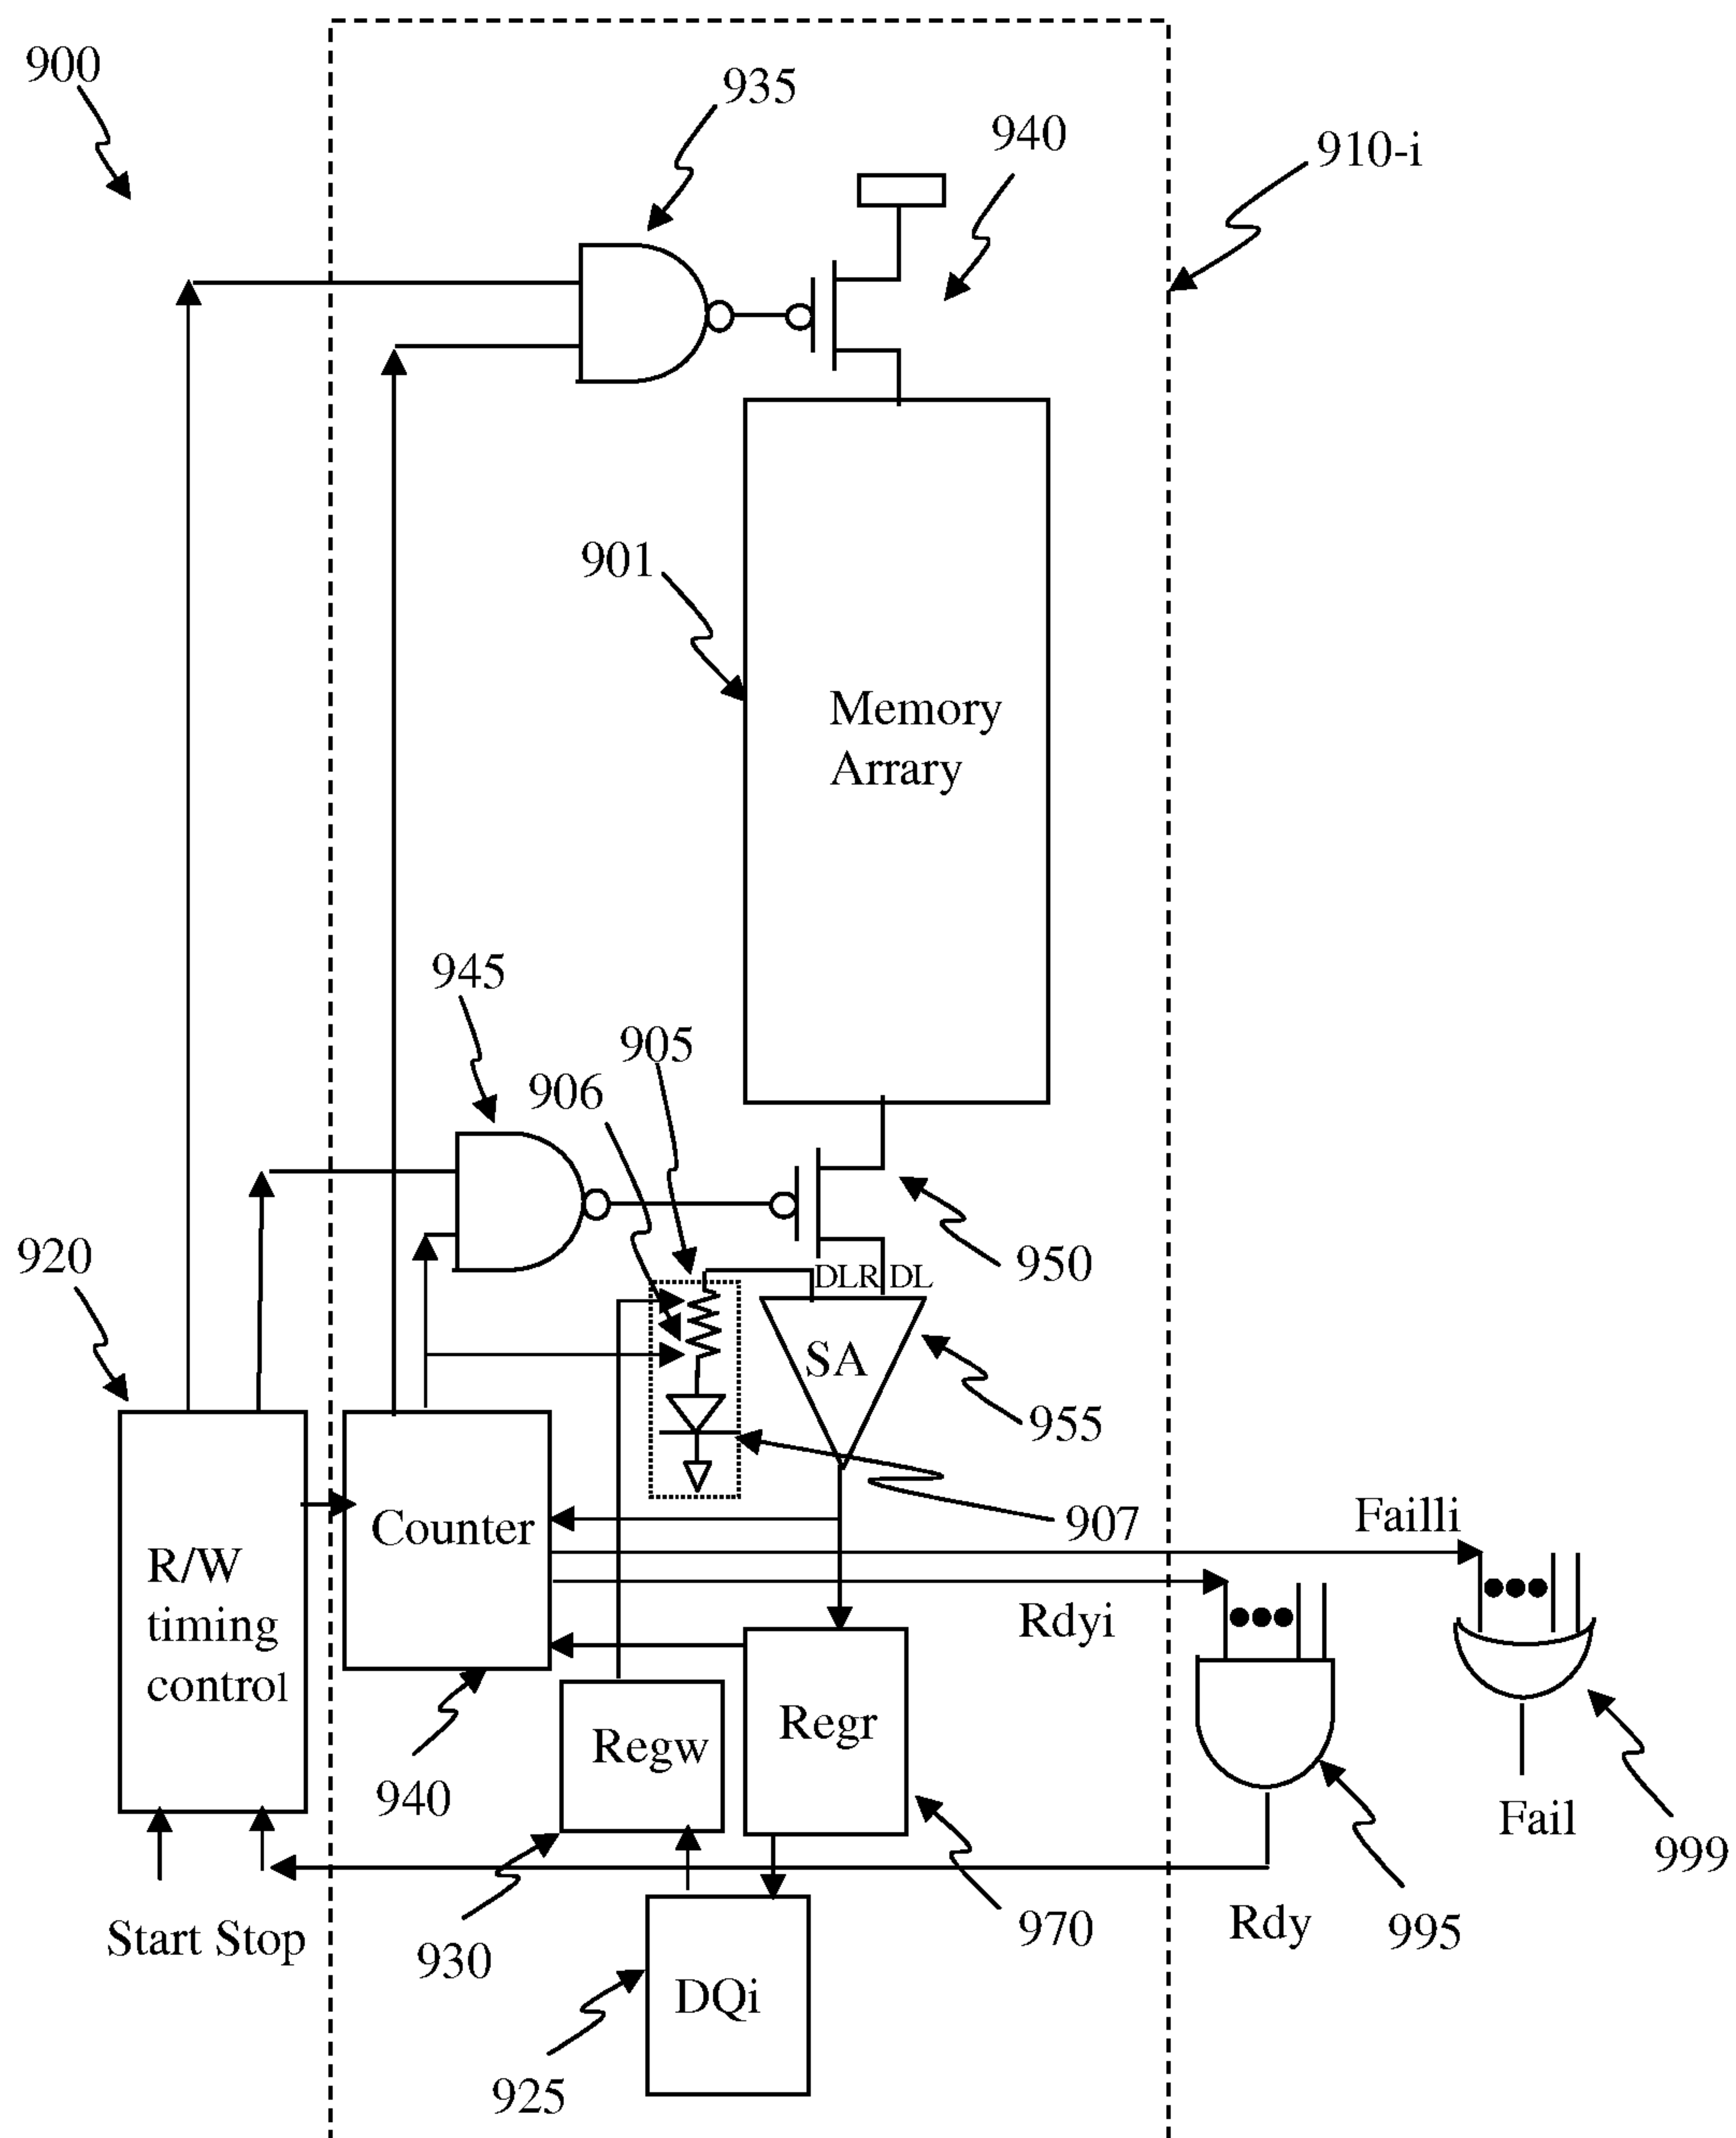 900
935
940
910-i
901
Memory
Arrary
945
905
906
920
950
DLR DL
SA
955
907
Failli
Counter
R/W
timing
control
Rdyi
Regr
Regw
940
Fail
999
Start Stop
930
970
Rdy
995
DQi
925